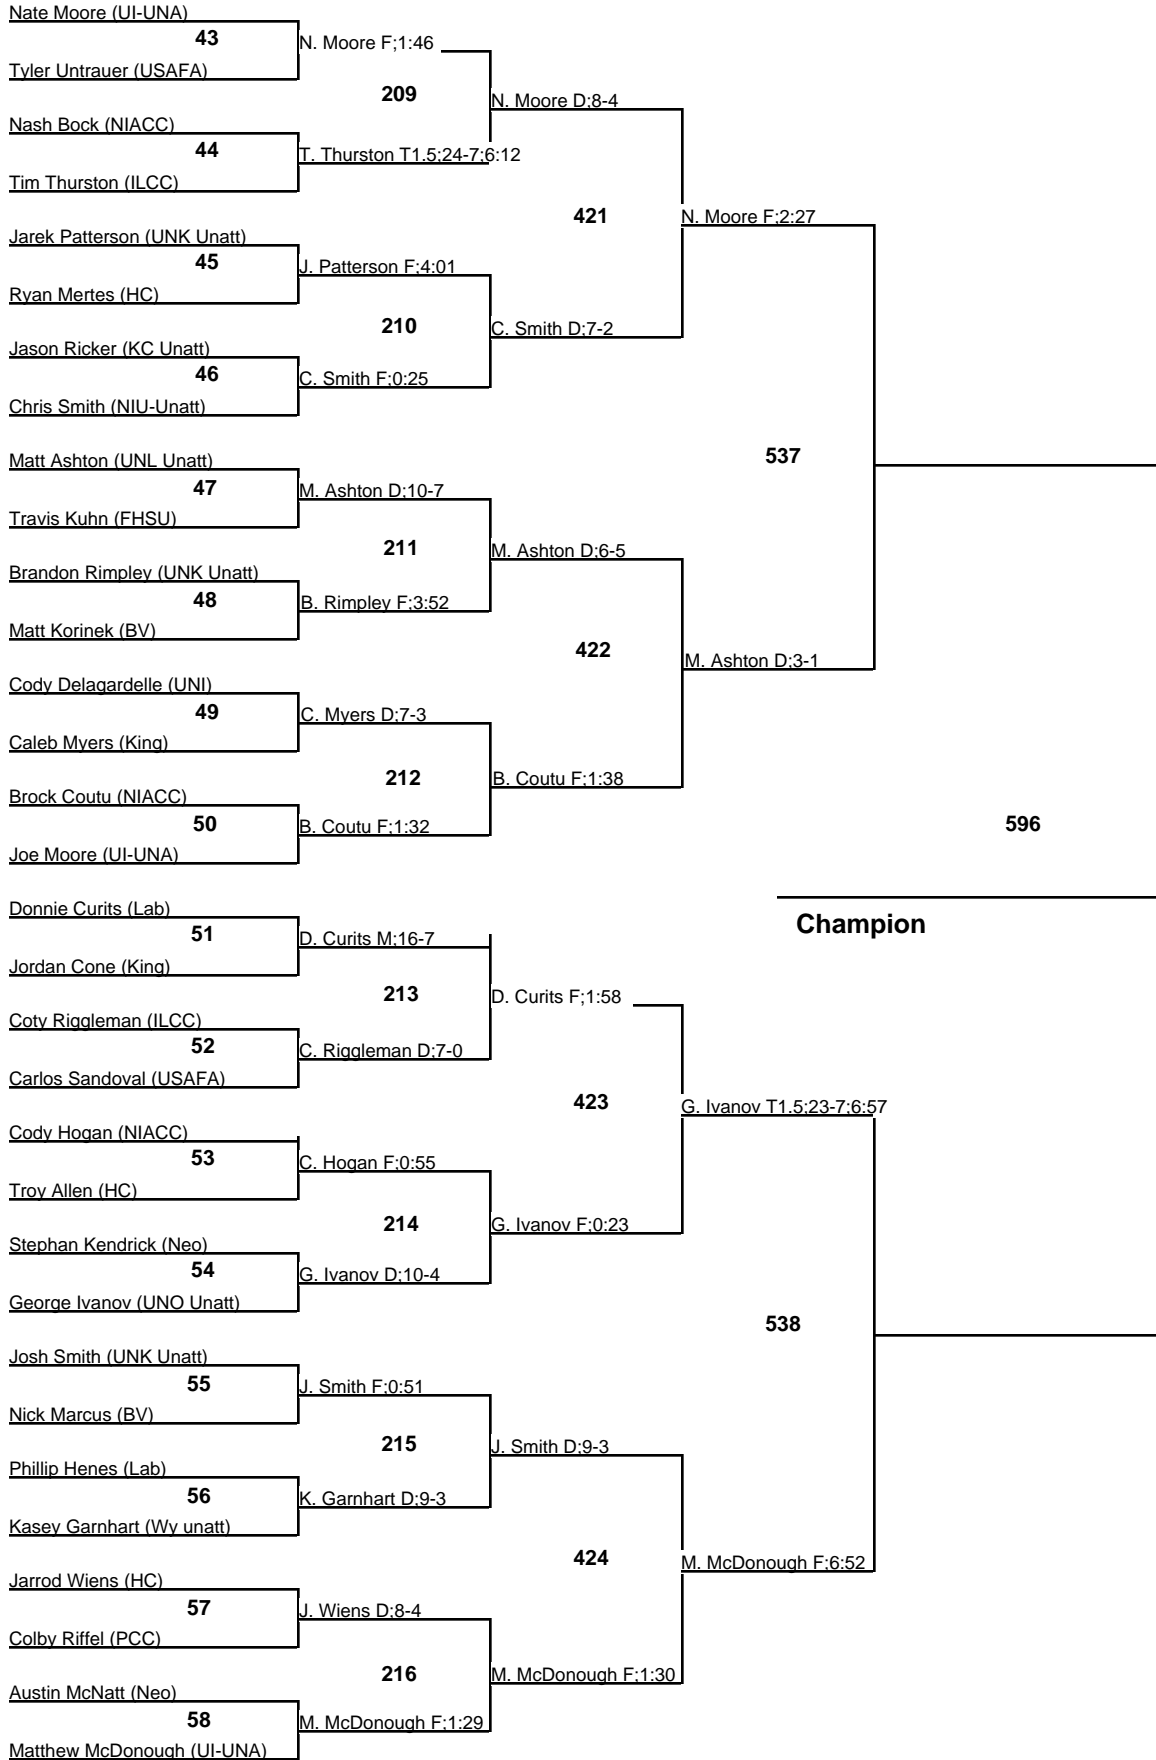 Nate Moore (UI-UNA)
43
N. Moore F;1:46
Tyler Untrauer (USAFA)
209
N. Moore D;8-4
Nash Bock (NIACC)
44
T. Thurston T1.5;24-7;6:12
Tim Thurston (ILCC)
421
N. Moore F;2:27
Jarek Patterson (UNK Unatt)
45
J. Patterson F;4:01
Ryan Mertes (HC)
210
C. Smith D;7-2
Jason Ricker (KC Unatt)
46
C. Smith F;0:25
Chris Smith (NIU-Unatt)
537
Matt Ashton (UNL Unatt)
47
M. Ashton D;10-7
Travis Kuhn (FHSU)
211
M. Ashton D;6-5
Brandon Rimpley (UNK Unatt)
48
B. Rimpley F;3:52
Matt Korinek (BV)
422
M. Ashton D;3-1
Cody Delagardelle (UNI)
49
C. Myers D;7-3
Caleb Myers (King)
212
B. Coutu F;1:38
Brock Coutu (NIACC)
50
B. Coutu F;1:32
Joe Moore (UI-UNA)
596
Champion
Donnie Curits (Lab)
51
D. Curits M;16-7
Jordan Cone (King)
213
D. Curits F;1:58
Coty Riggleman (ILCC)
52
C. Riggleman D;7-0
Carlos Sandoval (USAFA)
423
G. Ivanov T1.5;23-7;6:57
Cody Hogan (NIACC)
53
C. Hogan F;0:55
Troy Allen (HC)
214
G. Ivanov F;0:23
Stephan Kendrick (Neo)
54
G. Ivanov D;10-4
George Ivanov (UNO Unatt)
538
Josh Smith (UNK Unatt)
55
J. Smith F;0:51
Nick Marcus (BV)
215
J. Smith D;9-3
Phillip Henes (Lab)
56
K. Garnhart D;9-3
Kasey Garnhart (Wy unatt)
424
M. McDonough F;6:52
Jarrod Wiens (HC)
57
J. Wiens D;8-4
Colby Riffel (PCC)
216
M. McDonough F;1:30
Austin McNatt (Neo)
58
M. McDonough F;1:29
Matthew McDonough (UI-UNA)